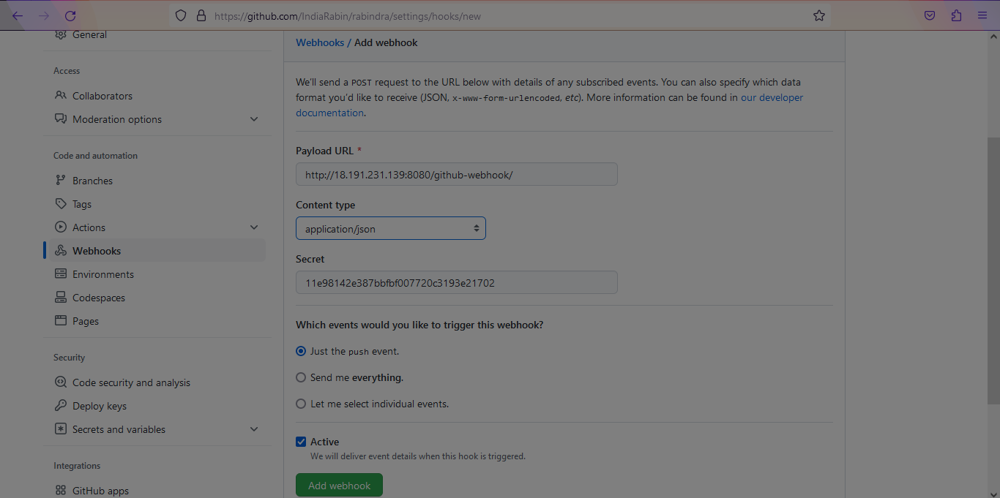 https://github.com/IndiaRabin/rabindra/settings/hooks/new
General
Access
Collaborators
Moderation options
Code and automation
Branches
Tags
Actions
Webhooks
Environments
Codespaces
Pages
Security
Code security and analysis
Deploy keys
Secrets and variables
Integrations
GitHub apps
Webhooks / Add webhook
We'll send a POST request to the URL below with details of any subscribed events. You can also specify which data
format you'd like to receive (JSON, x-www-form-urlencoded, etc). More information can be found in our developer
documentation.
Payload URL *
http://18.191.231.139:8080/github-webhook/
Content type
application/json
Secret
11e98142e387bbfbf007720c3193e21702
Which events would you like to trigger this webhook?
Just the push event.
Send me everything.
Let me select individual events.
Active
We will deliver event details when this hook is triggered.
Add webhook